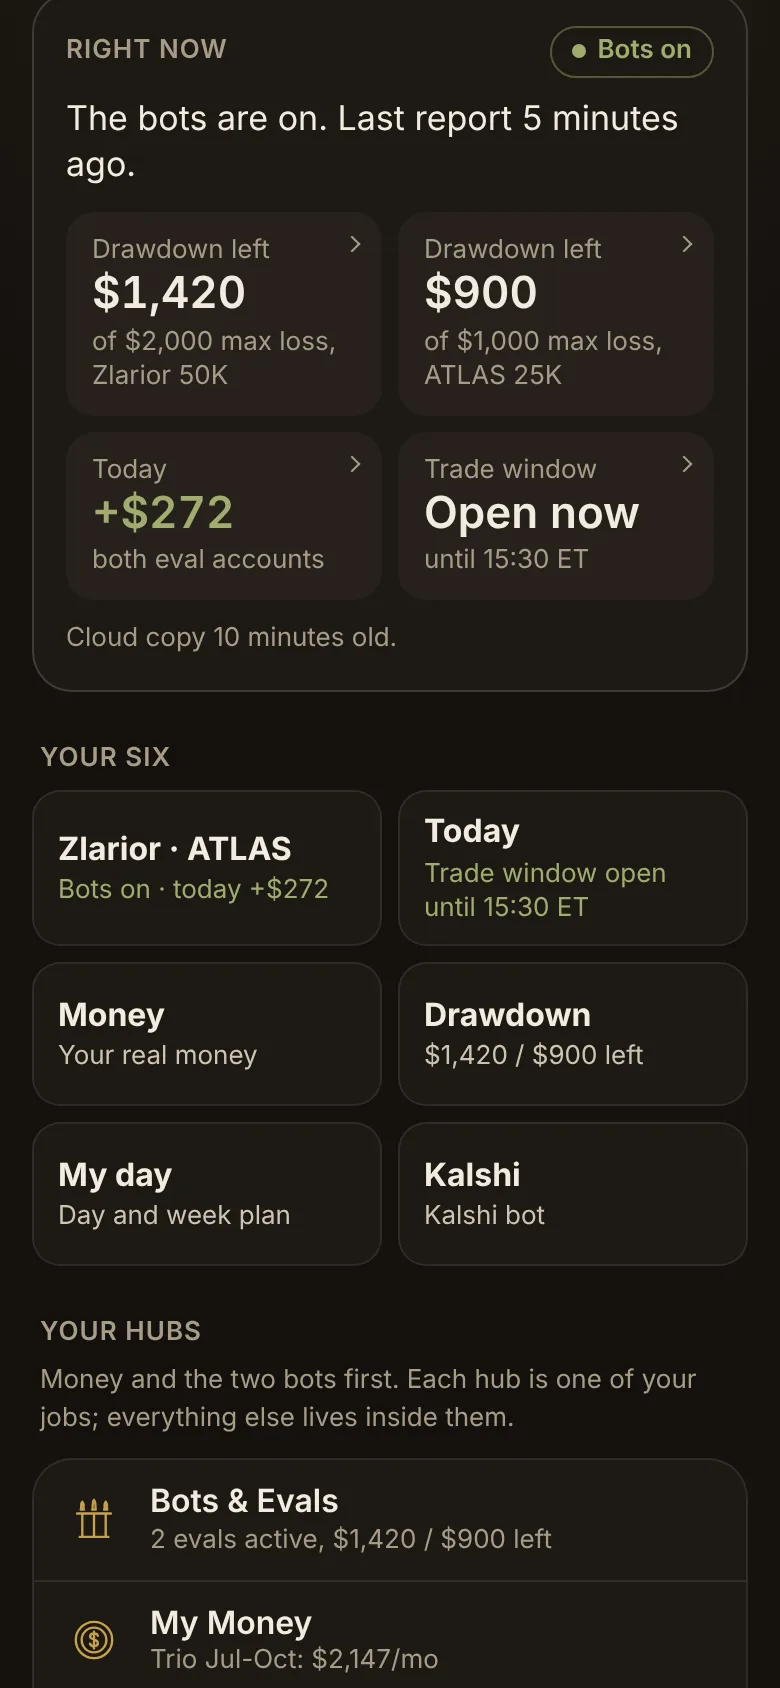 RIGHT NOW
Bots on
The bots are on. Last report 5 minutes
ago.
Drawdown left
$1,420
of $2,000 max loss,
Zlarior 50K
Drawdown left
$900
of $1,000 max loss,
ATLAS 25K
Today
+$272
both eval accounts
Trade window
Open now
until 15:30 ET
Cloud copy 10 minutes old.
YOUR SIX
Zlarior · ATLAS
Bots on · today +$272
Today
Trade window open
until 15:30 ET
Money
Your real money
Drawdown
$1,420 / $900 left
My day
Day and week plan
Kalshi
Kalshi bot
YOUR HUBS
Money and the two bots first. Each hub is one of your
jobs; everything else lives inside them.
Bots & Evals
2 evals active, $1,420 / $900 left
My Money
Trio Jul-Oct: $2,147/mo